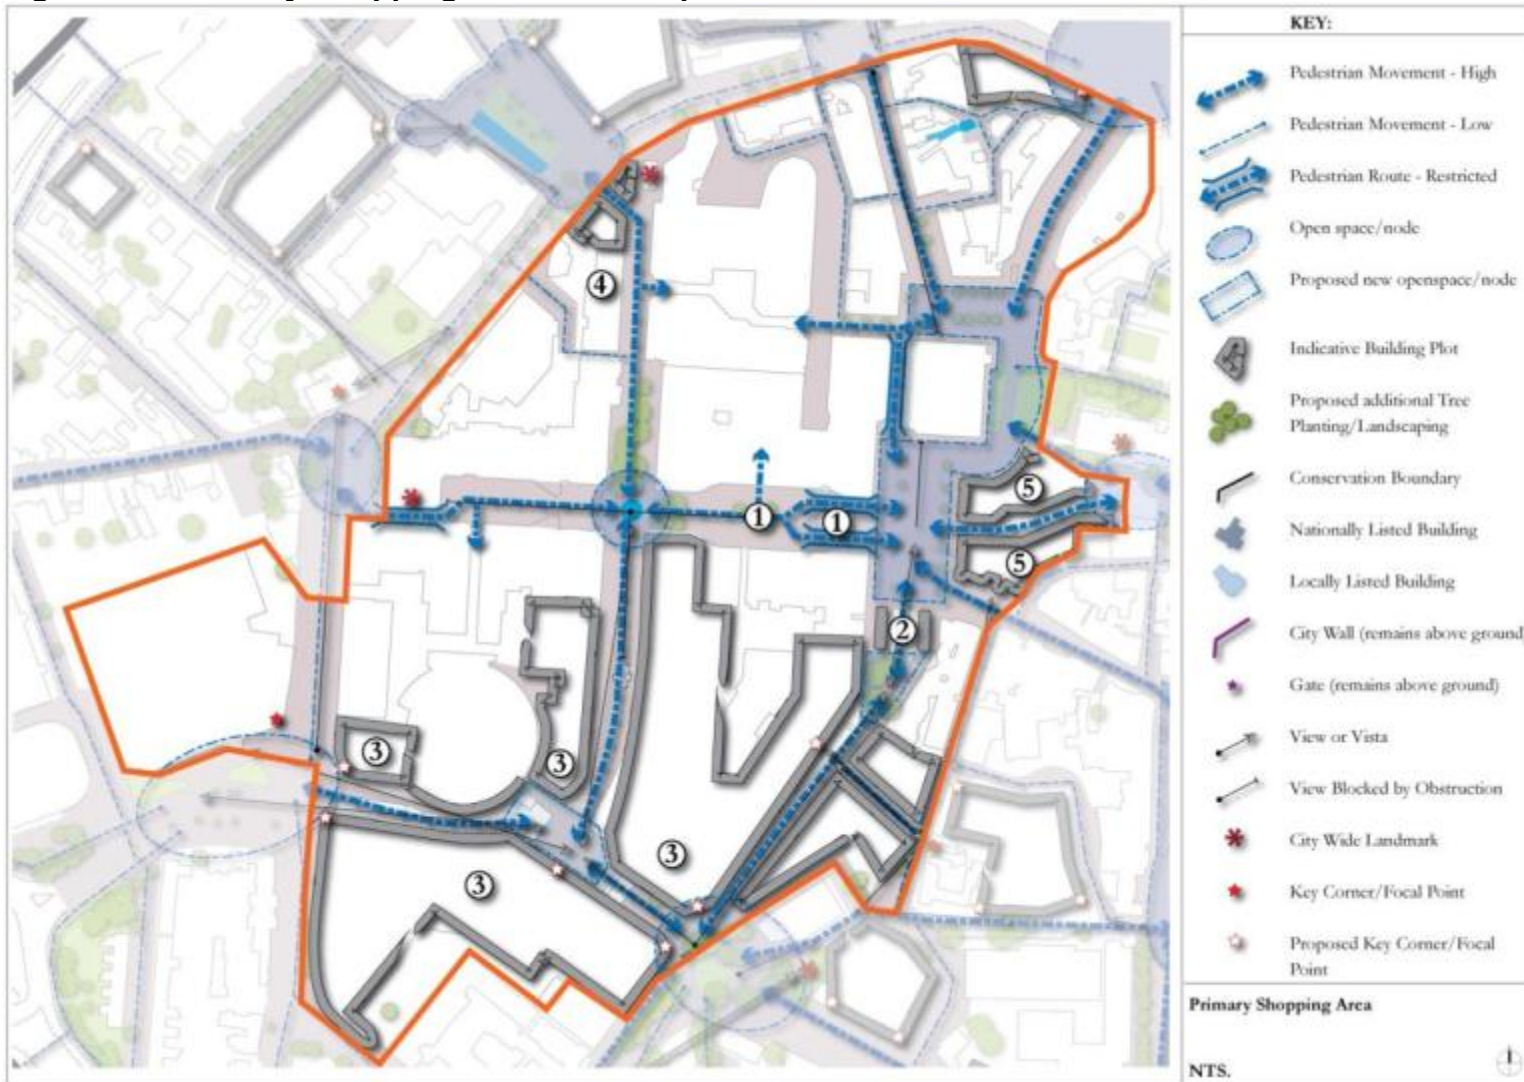 KEY:
Pedestrian Movement - High
Pedestrian Movement - Low
Pedestrian Route - Restricted
Open space/node
Proposed new openspace/node
Indicative Building Plot
Proposed additional Tree
Planting/Landscaping
Conservation Boundary
Nationally Listed Building
Locally Listed Building
City Wall (remains above ground
Gate (remains above ground)
View or Vista
View Blocked by Obstruction
City Wide Landmark
Key Corner/Focal Point
Proposed Key Corner/Focal
Point
Primary Shopping Area
NTS.
4
5
1
1
5
2
3
3
3
3